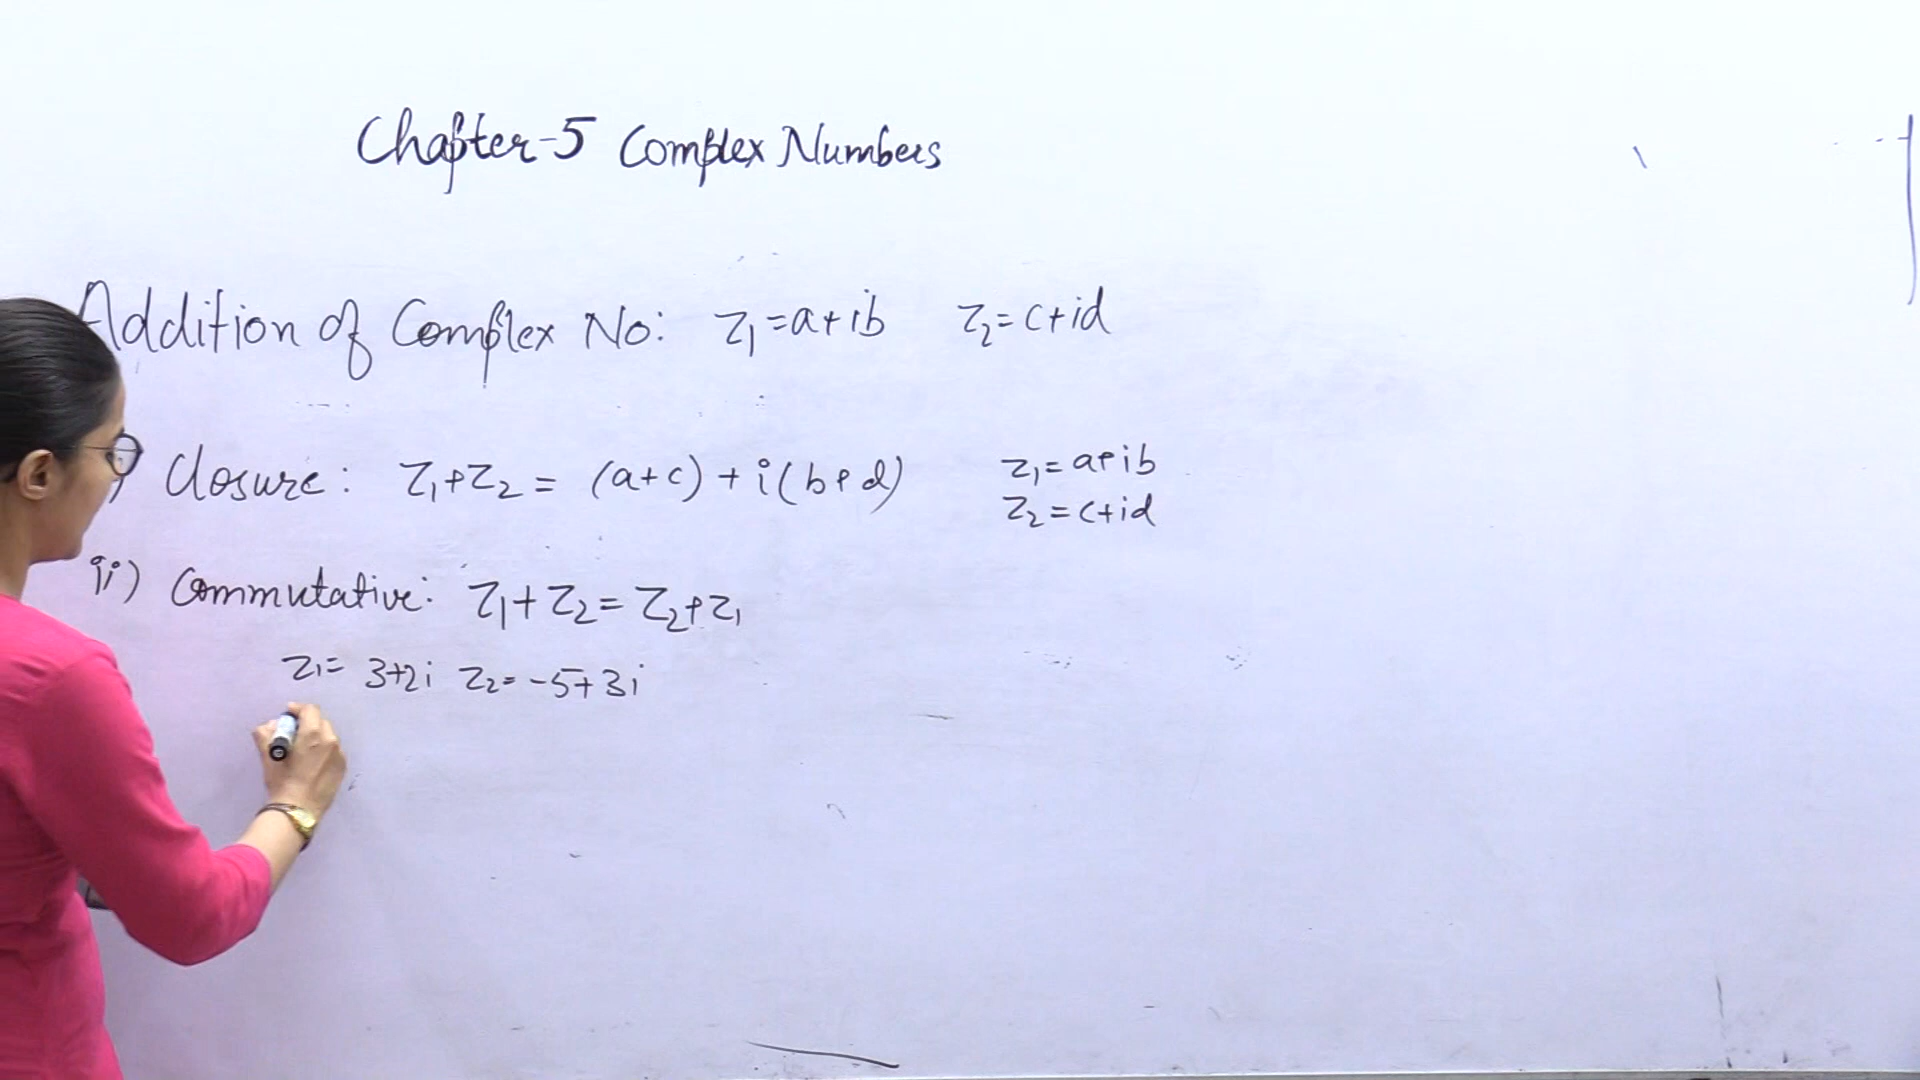 Chapter-5 Complex Numbers
Addition of Complex No: z₁=a+ib z₂=c+id
) Closure: z₁+z₂ = (a+c)+i(b+d) z₁=a+ib
z₂=c+id
ii) Commutative: z₁+z₂=z₂+z₁
z₁= 3+2i z₂= -5+3i